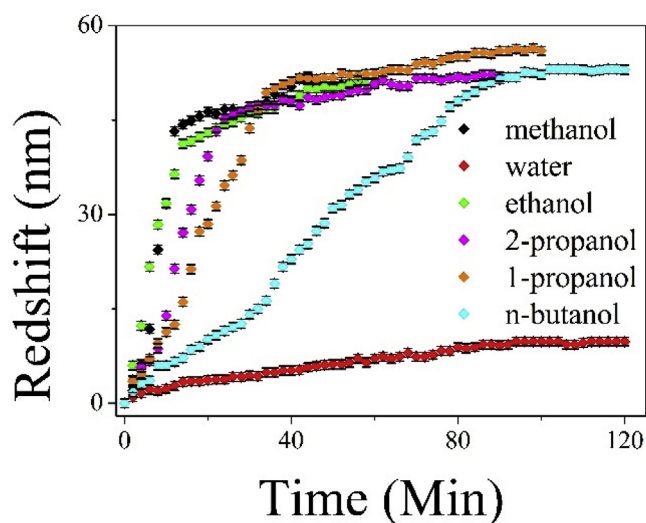 60
30
0
Redshift (nm)
methanol
water
ethanol
2-propanol
1-propanol
n-butanol
0 40 80 120
Time (Min)